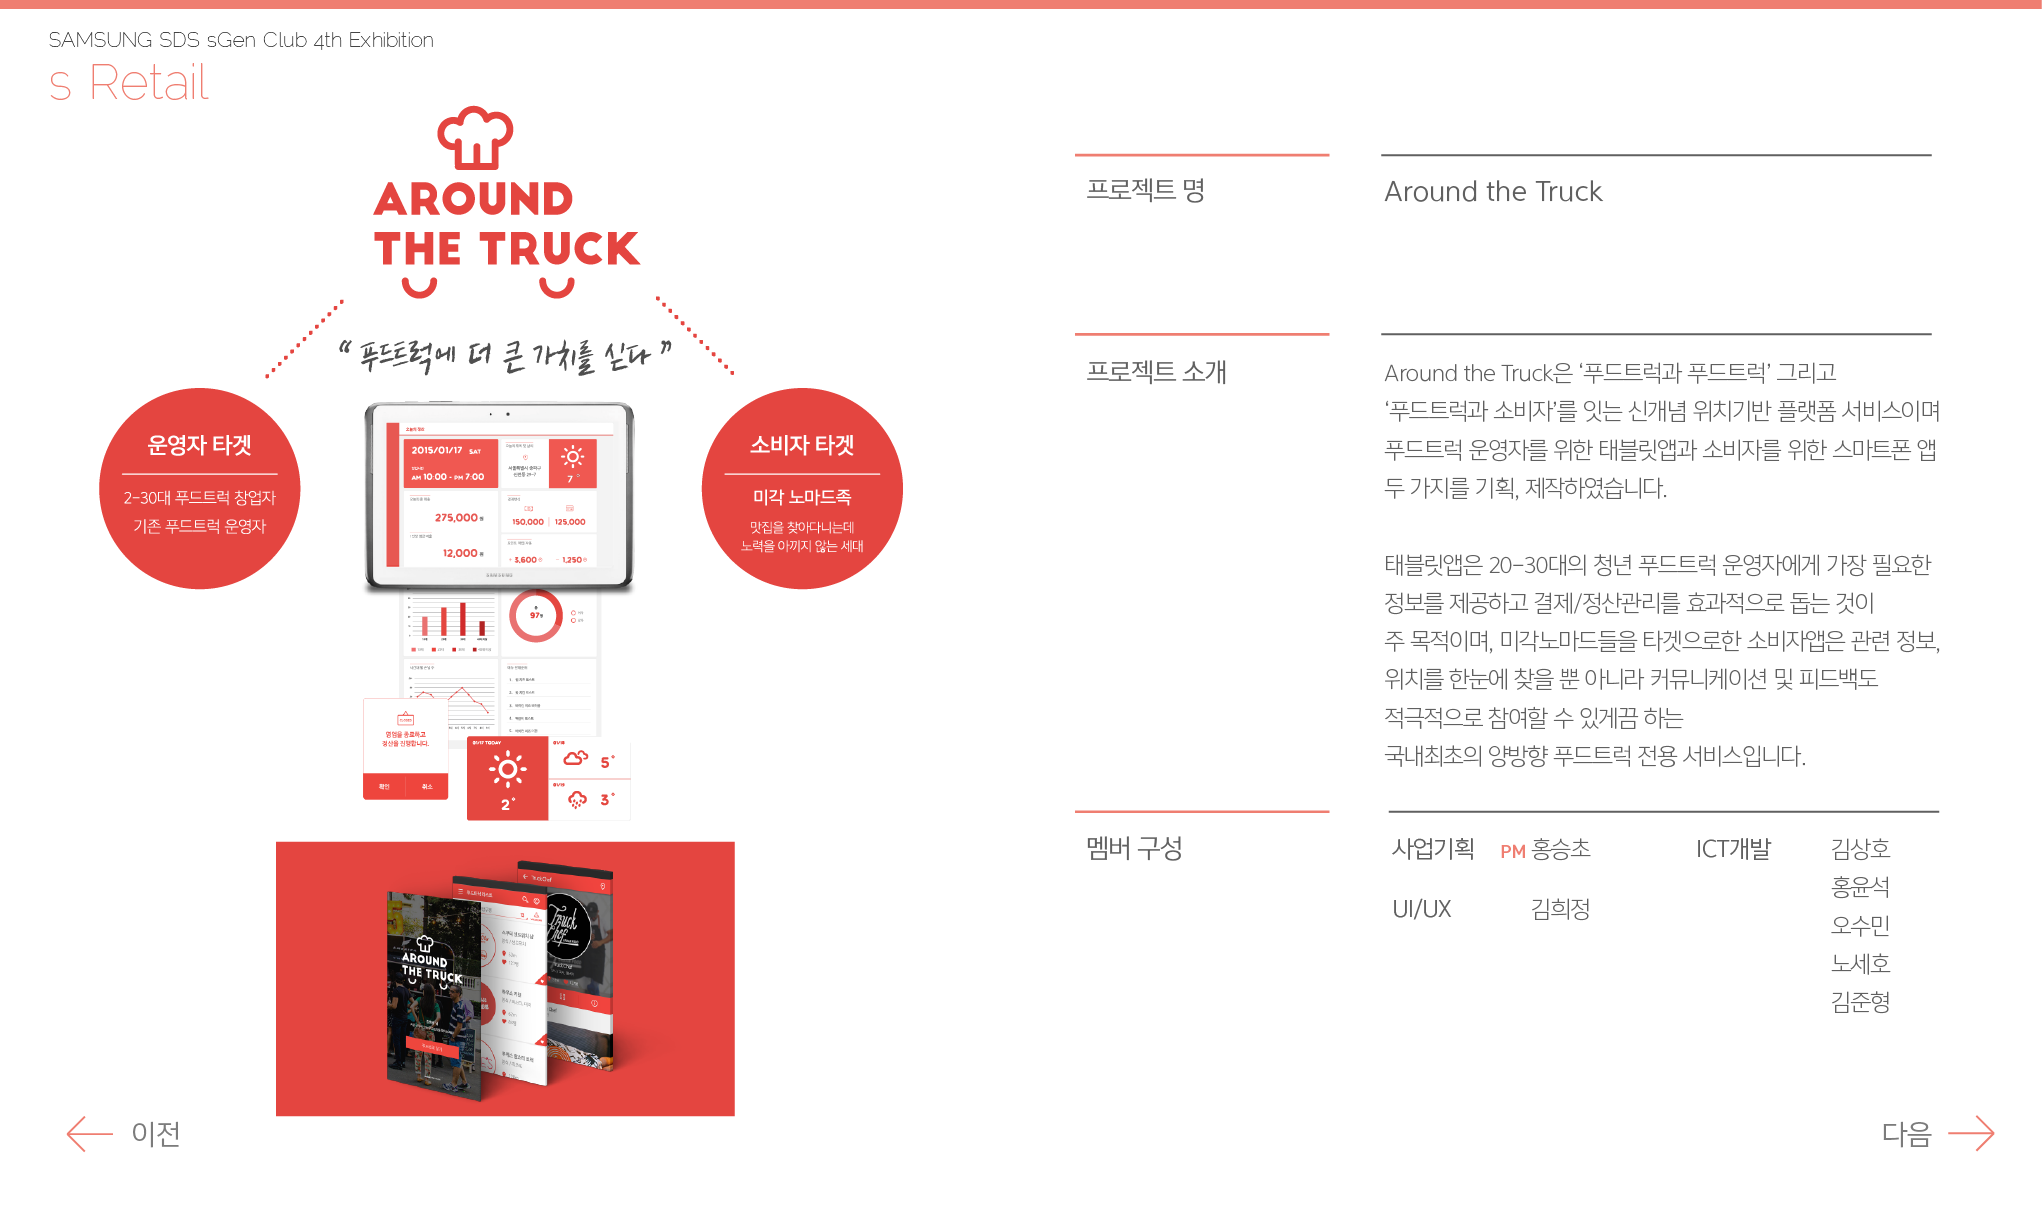 SAMSUNG SDS sGen Club 4th Exhibition
s Retail
AROUND
THE TRUCK
“ 푸드트럭에 더 큰 가치를 싣다 ”
운영자 타겟
2-30대 푸드트럭 창업자
기존 푸드트럭 운영자
소비자 타겟
미각 노마드족
맛집을 찾아다니는데
노력을 아끼지 않는 세대
2015/01/17 SAT
AM 10:00 - PM 7:00
7
275,000
150,000
125,000
12,000
3,600
1,250
97
영업을 종료하고
정산을 진행합니다.
확인
취소
01/17 TODAY
2°
01/18
5°
01/19
3°
AROUND
THE TRUCK
Truck
Chef
프로젝트 명
Around the Truck
프로젝트 소개
Around the Truck은 ‘푸드트럭과 푸드트럭’ 그리고
‘푸드트럭과 소비자’를 잇는 신개념 위치기반 플랫폼 서비스이며
푸드트럭 운영자를 위한 태블릿앱과 소비자를 위한 스마트폰 앱
두 가지를 기획, 제작하였습니다.
태블릿앱은 20-30대의 청년 푸드트럭 운영자에게 가장 필요한
정보를 제공하고 결제/정산관리를 효과적으로 돕는 것이
주 목적이며, 미각노마드들을 타겟으로한 소비자앱은 관련 정보,
위치를 한눈에 찾을 뿐 아니라 커뮤니케이션 및 피드백도
적극적으로 참여할 수 있게끔 하는
국내최초의 양방향 푸드트럭 전용 서비스입니다.
멤버 구성
사업기획 PM 홍승초
UI/UX 김희정
ICT개발 김상호
홍윤석
오수민
노세호
김준형
이전
다음